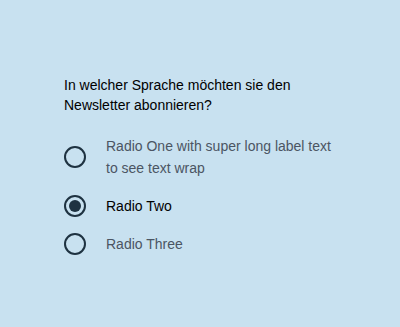 In welcher Sprache möchten sie den
Newsletter abonnieren?
Radio One with super long label text
to see text wrap
Radio Two
Radio Three